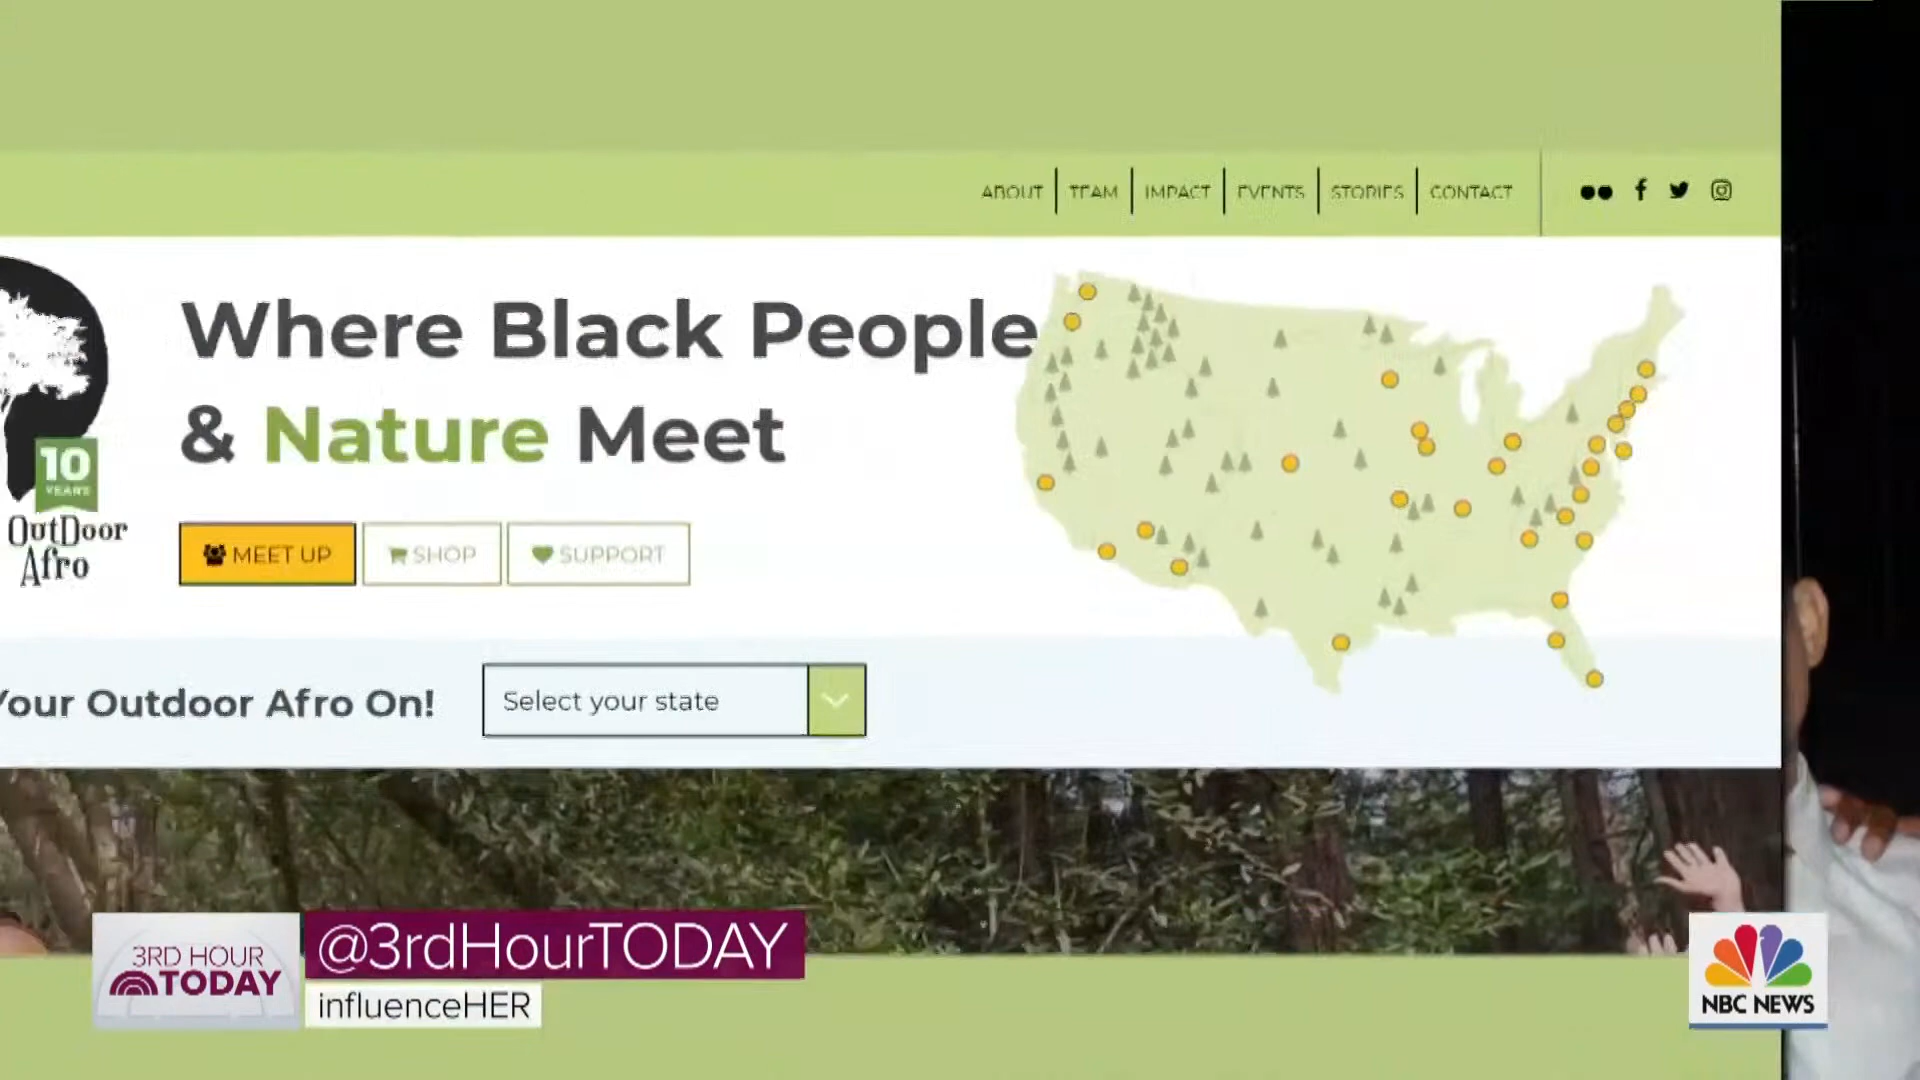 ABOUT
TEAM
IMPACT
EVENTS
STORIES
CONTACT
Where Black People
& Nature Meet
10
YEARS
OutDoor
Afro
MEET UP
SHOP
SUPPORT
Your Outdoor Afro On!
Select your state
3RD HOUR
TODAY
@3rdHourTODAY
influenceHER
NBC NEWS